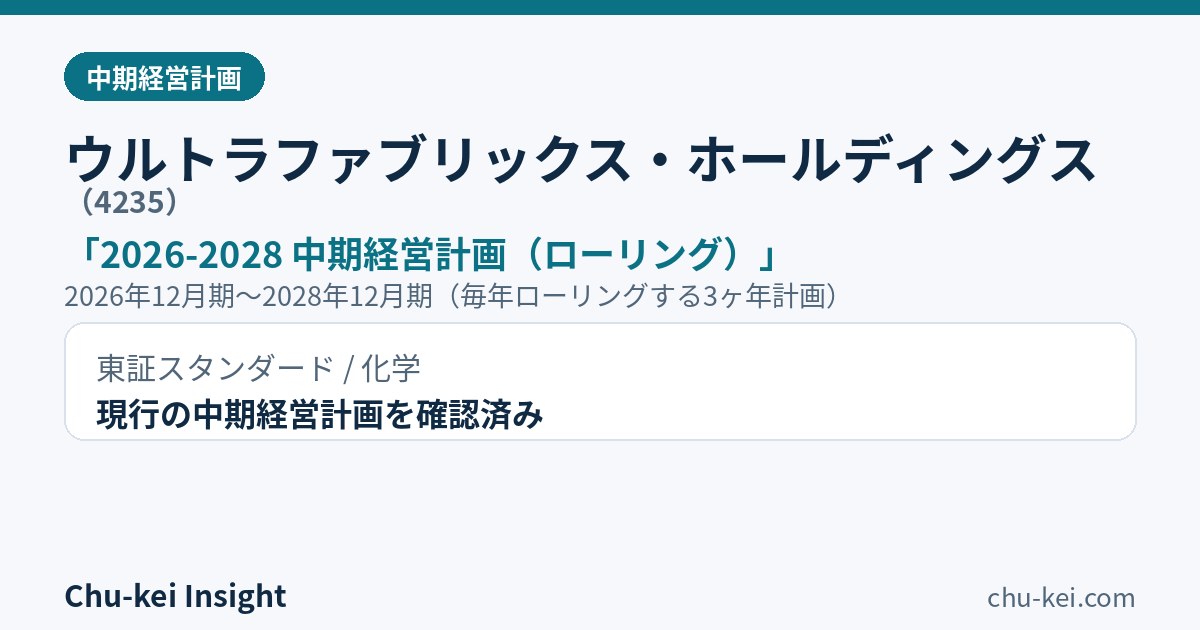 中期経営計画
ウルトラファブリックス・ホールディングス
（4235）
「2026-2028 中期経営計画（ローリング）」
2026年12月期～2028年12月期（毎年ローリングする3ヶ年計画）
東証スタンダード / 化学
現行の中期経営計画を確認済み
Chu-kei Insight
chu-kei.com